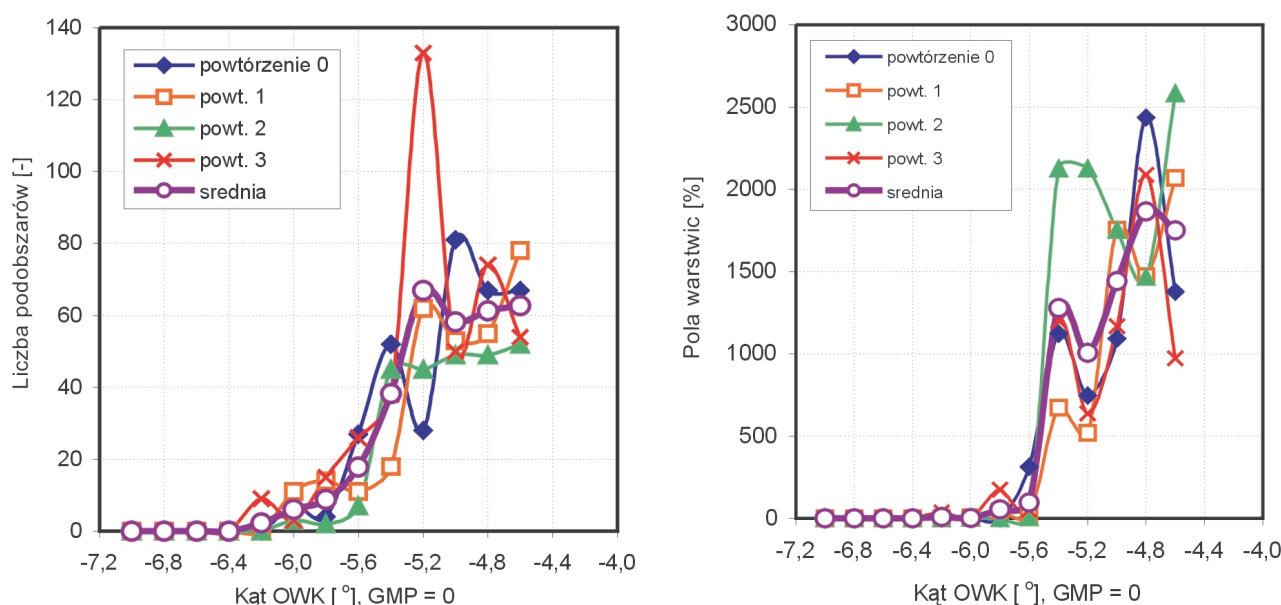 140
120
100
80
60
40
20
0
Liczba podobszarów [-]
powtórzenie 0
powt. 1
powt. 2
powt. 3
srednia
-7,2 -6,8 -6,4 -6,0 -5,6 -5,2 -4,8 -4,4 -4,0
Kąt OWK [ °], GMP = 0
3000
2500
2000
1500
1000
500
0
Pola warstwic [%]
powtórzenie 0
powt. 1
powt. 2
powt. 3
srednia
-7,2 -6,8 -6,4 -6,0 -5,6 -5,2 -4,8 -4,4 -4,0
Kąt OWK [ °], GMP = 0